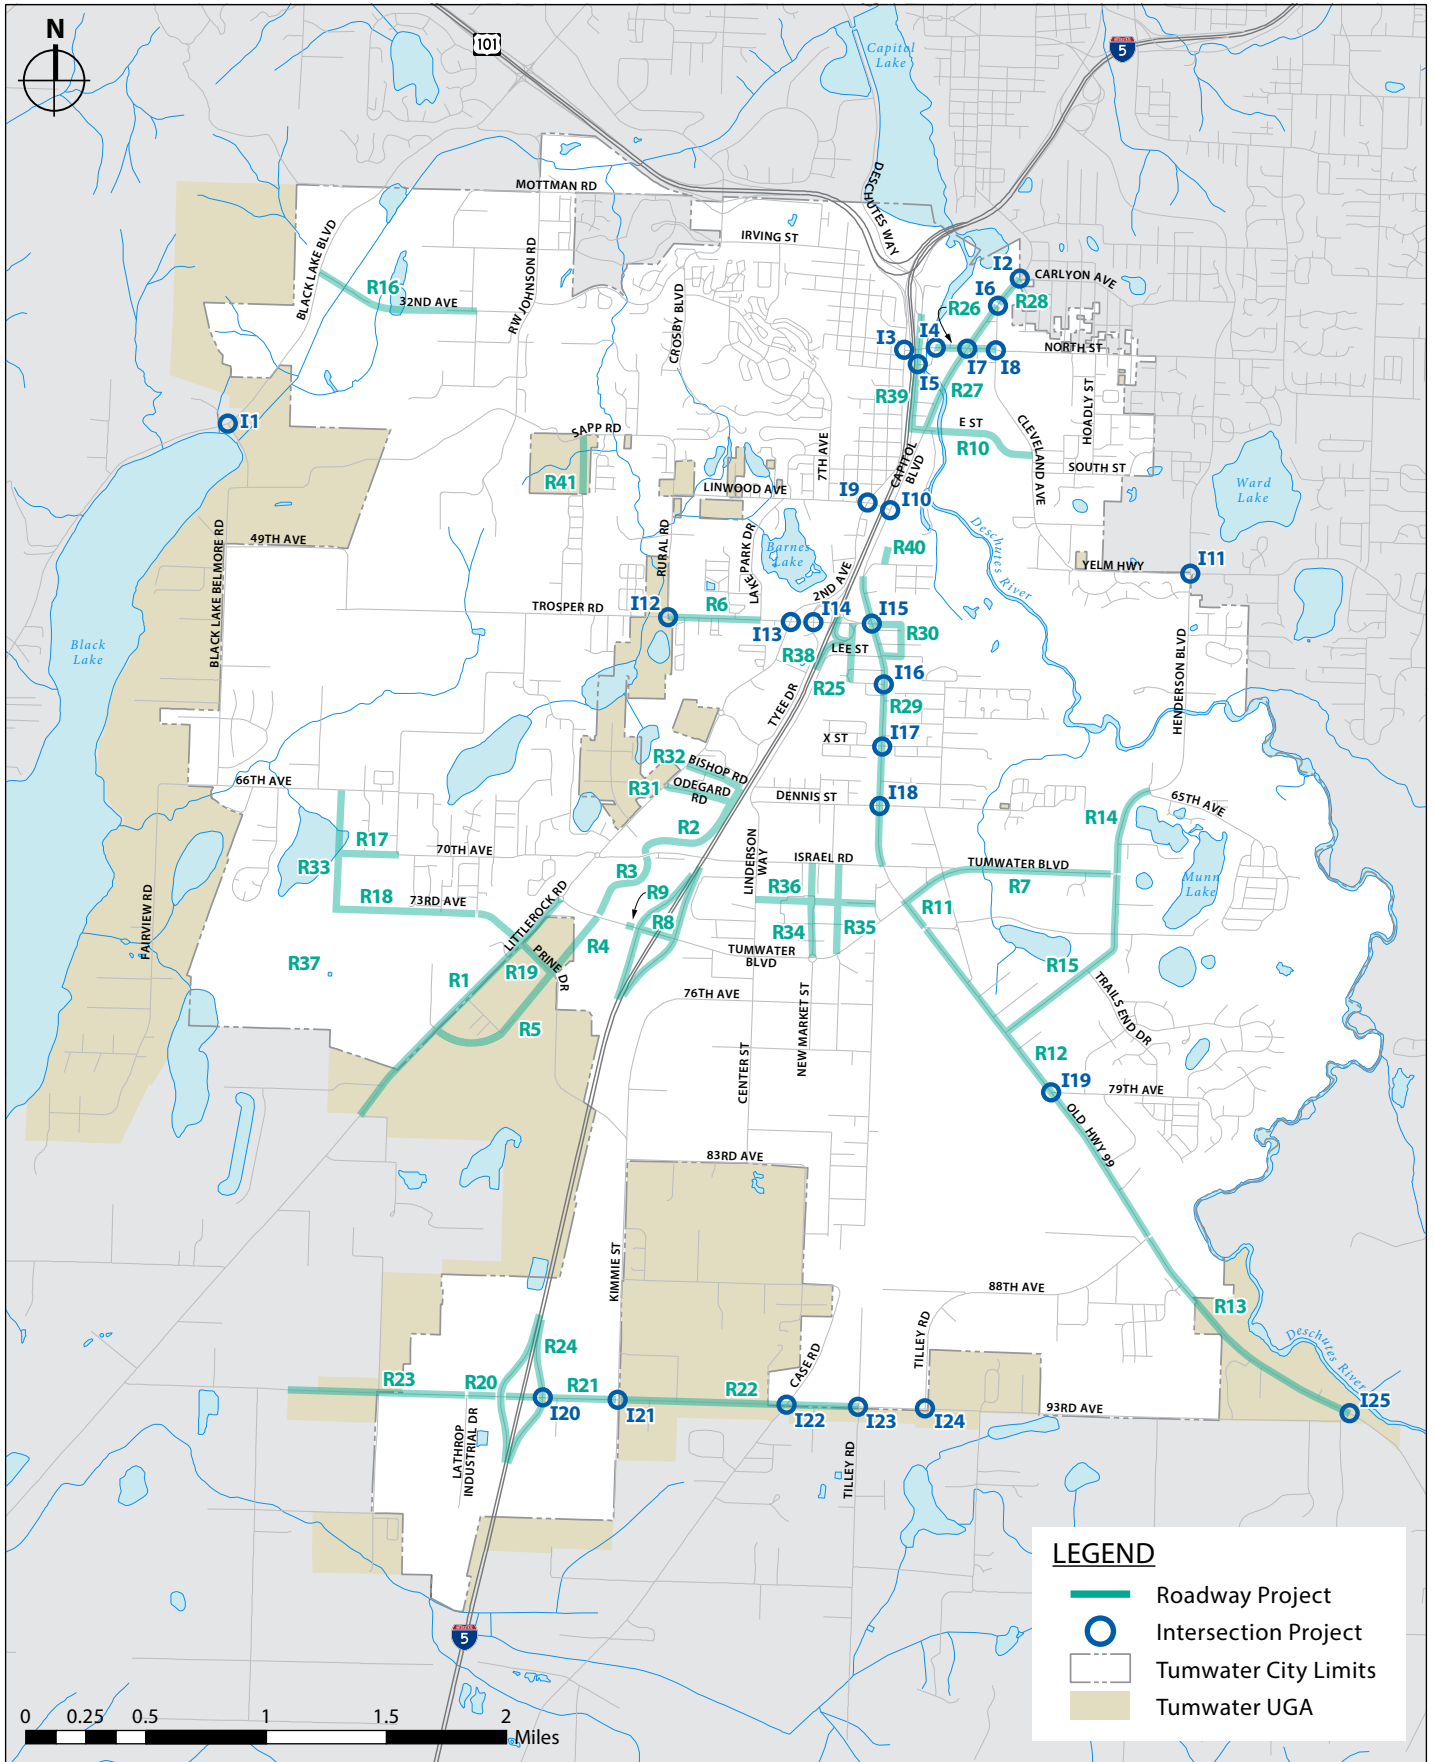 N
101
Capitol
Lake
5
DESCHUTES WAY
MOTTMAN RD
IRVING ST
BLACK LAKE BLVD
R16
32ND AVE
RW JOHNSON RD
CROSBY BLVD
I2
CARLYON AVE
I6
R28
R26
I3
I4
NORTH ST
I7
I8
I5
R39
R27
HOADLY ST
I1
SAPP RD
E ST
R10
CLEVELAND AVE
7TH AVE
CAPITOL
BLVD
SOUTH ST
R41
LINWOOD AVE
I9
I10
Ward
Lake
49TH AVE
BLACK LAKE BELMORE RD
RURAL RD
LAKE PARK DR
Barnes
Lake
R40
Deschutes
River
YELM HWY
I11
2ND AVE
TROSPER RD
I12
R6
I13
I14
I15
R30
Black
Lake
R38
LEE ST
R25
I16
R29
HENDERSON BLVD
TYEE DR
X ST
I17
R32
BISHOP RD
66TH AVE
R31
ODEGARD
RD
DENNIS ST
I18
R14
65TH AVE
R2
R17
70TH AVE
LINDERSON
WAY
ISRAEL RD
TUMWATER BLVD
R33
R3
R7
Munn
Lake
R18
73RD AVE
LITTLEROCK RD
R9
R36
R11
FAIRVIEW RD
R8
R34
R35
R4
TUMWATER
BLVD
R37
R19
PRINE DR
R15
R1
76TH AVE
TRAILS END DR
R5
NEW MARKET ST
CENTER ST
R12
I19
79TH AVE
OLD HWY 99
83RD AVE
KIMMIE ST
88TH AVE
R13
Deschutes
River
R24
TILLEY RD
CASE RD
R23
R20
R21
R22
I20
I21
I22
I23
I24
93RD AVE
I25
LATHROP
INDUSTRIAL DR
TILLEY RD
LEGEND
Roadway Project
Intersection Project
Tumwater City Limits
Tumwater UGA
5
0 0.25 0.5 1 1.5 2
Miles